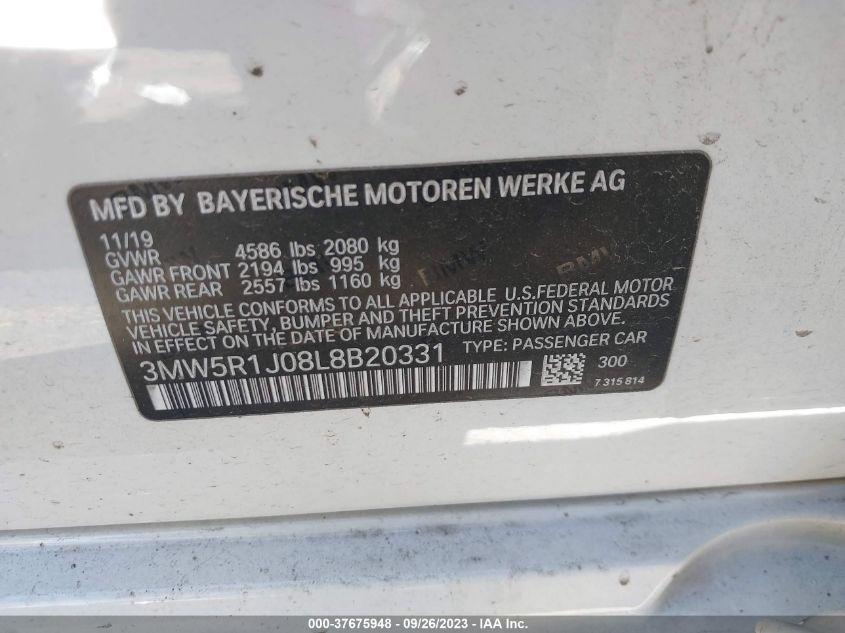 MFD BY BAYERISCHE MOTOREN WERKE AG
11/19
GVWR 4586 lbs 2080 kg
GAWR FRONT 2194 lbs 995 kg
GAWR REAR 2557 lbs 1160 kg
THIS VEHICLE CONFORMS TO ALL APPLICABLE U.S.FEDERAL MOTOR
VEHICLE SAFETY, BUMPER AND THEFT PREVENTION STANDARDS
IN EFFECT ON THE DATE OF MANUFACTURE SHOWN ABOVE.
3MW5R1J08L8B20331 TYPE: PASSENGER CAR
300
7 315 814
000-37675948 - 09/26/2023 - COPYRIGHT IAA, LLC.